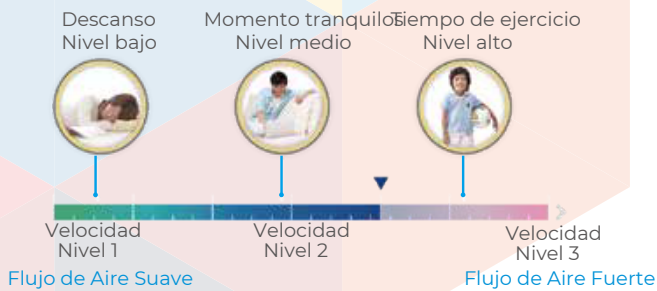 Descanso
Nivel bajo
Momento tranquilos
Nivel medio
Tiempo de ejercicio
Nivel alto
Velocidad
Nivel 1
Velocidad
Nivel 2
Velocidad
Nivel 3
Flujo de Aire Suave
Flujo de Aire Fuerte